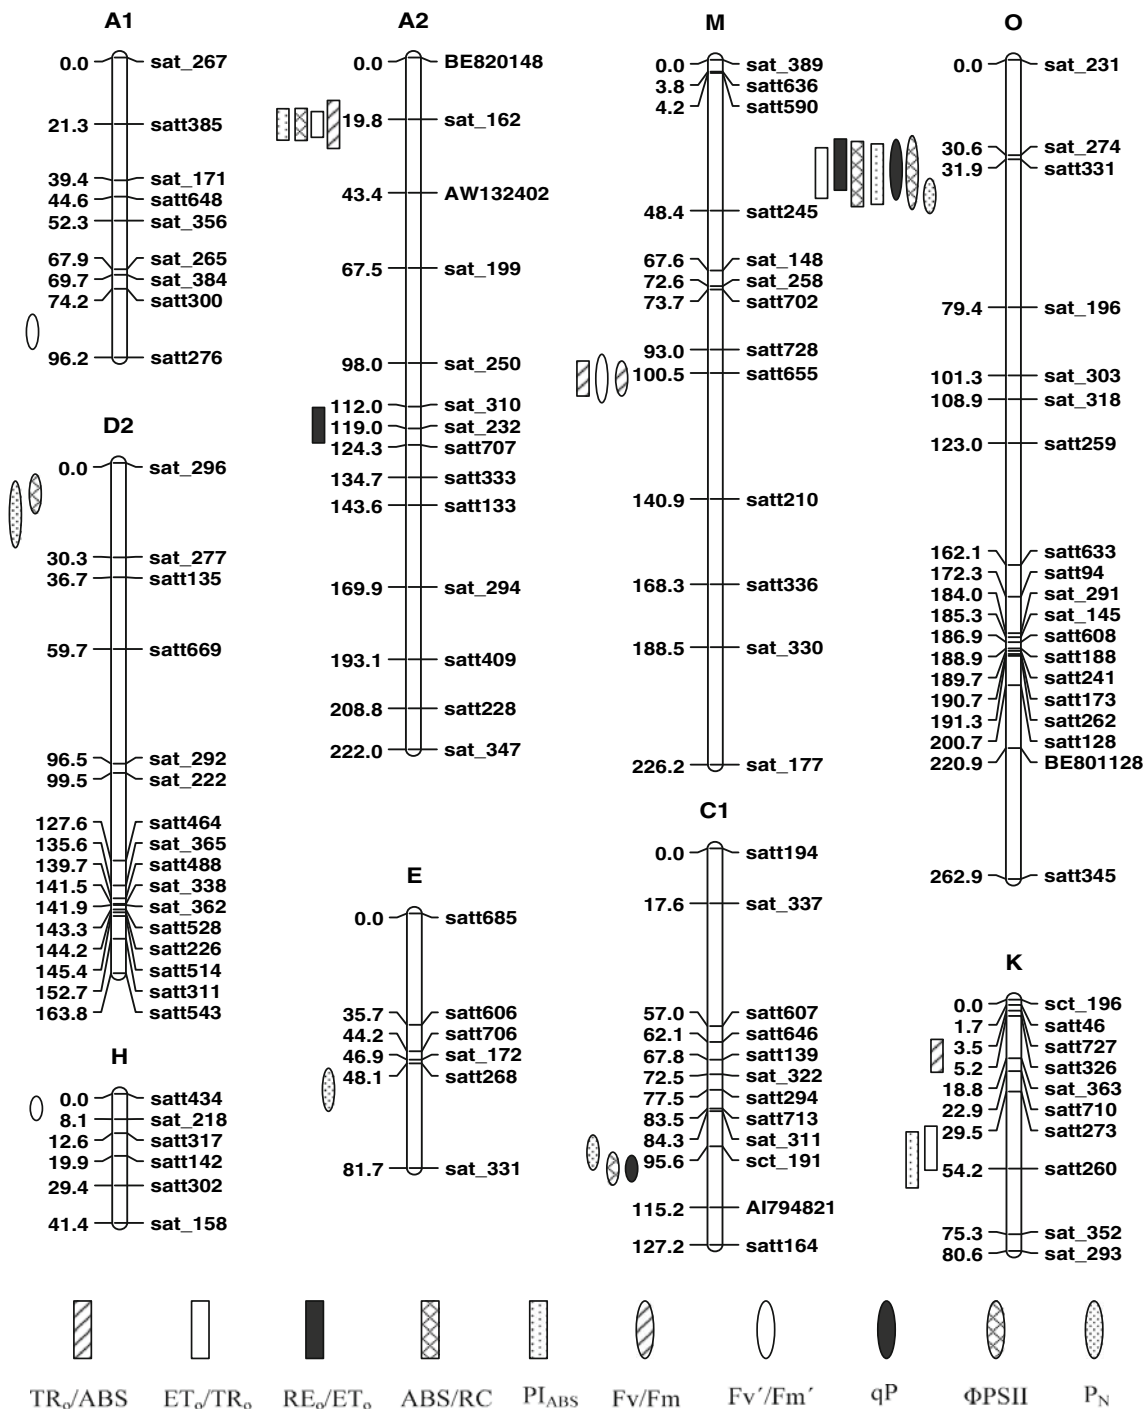 A1
0.0 sat_267
21.3 satt385
39.4 sat_171
44.6 satt648
52.3 sat_356
67.9 sat_265
69.7 sat_384
74.2 satt300
96.2 satt276
D2
0.0 sat_296
30.3 sat_277
36.7 satt135
59.7 satt669
96.5 sat_292
99.5 sat_222
127.6 satt464
135.6 sat_365
139.7 satt488
141.5 sat_338
141.9 sat_362
143.3 satt528
144.2 satt226
145.4 satt514
152.7 satt311
163.8 satt543
H
0.0 satt434
8.1 sat_218
12.6 satt317
19.9 satt142
29.4 satt302
41.4 sat_158
A2
0.0 BE820148
19.8 sat_162
43.4 AW132402
67.5 sat_199
98.0 sat_250
112.0 sat_310
119.0 sat_232
124.3 satt707
134.7 satt333
143.6 satt133
169.9 sat_294
193.1 satt409
208.8 satt228
222.0 sat_347
E
0.0 satt685
35.7 satt606
44.2 satt706
46.9 sat_172
48.1 satt268
81.7 sat_331
M
0.0 sat_389
3.8 satt636
4.2 satt590
48.4 satt245
67.6 sat_148
72.6 sat_258
73.7 satt702
93.0 satt728
100.5 satt655
140.9 satt210
168.3 satt336
188.5 sat_330
226.2 sat_177
C1
0.0 satt194
17.6 sat_337
57.0 satt607
62.1 satt646
67.8 satt139
72.5 sat_322
77.5 satt294
83.5 satt713
84.3 sat_311
95.6 sct_191
115.2 AI794821
127.2 satt164
O
0.0 sat_231
30.6 sat_274
31.9 satt331
79.4 sat_196
101.3 sat_303
108.9 sat_318
123.0 satt259
162.1 satt633
172.3 satt94
184.0 sat_291
185.3 sat_145
186.9 satt608
188.9 satt188
189.7 satt241
190.7 satt173
191.3 satt262
200.7 satt128
220.9 BE801128
262.9 satt345
K
0.0 sct_196
1.7 satt46
3.5 satt727
5.2 satt326
18.8 sat_363
22.9 satt710
29.5 satt273
54.2 satt260
75.3 sat_352
80.6 sat_293
TRₒ/ABS ETₒ/TRₒ REₒ/ETₒ ABS/RC PI_ABS Fv/Fm Fv´/Fm´ qP ΦPSII P_N